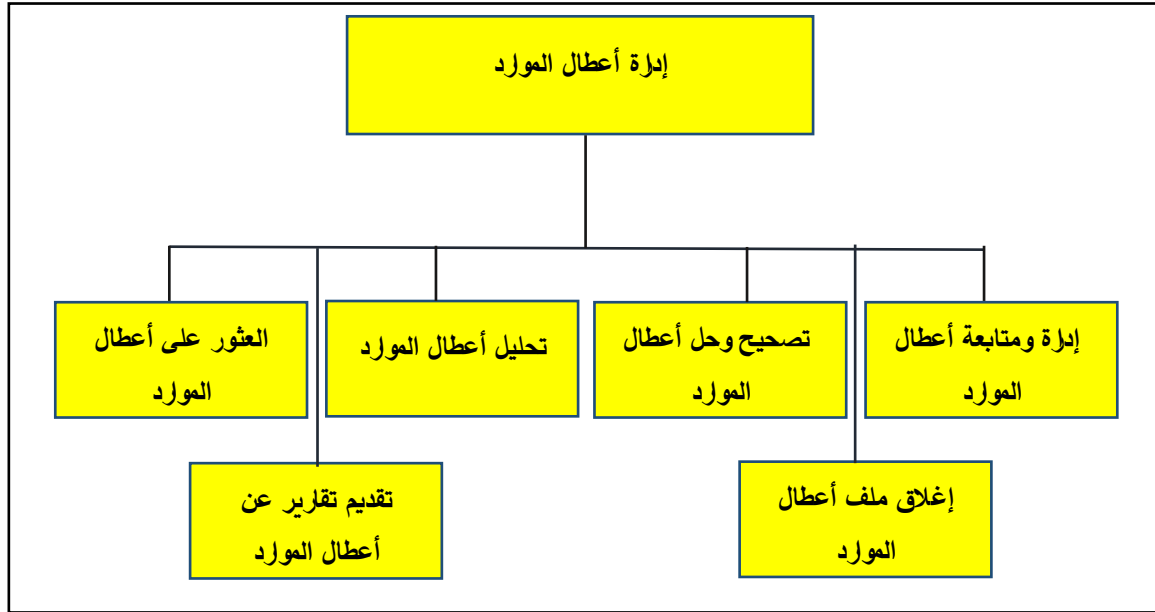 إدارة أعطال الموارد
إدارة ومتابعة أعطال
الموارد
تصحيح وحل أعطال
الموارد
تحليل أعطال الموارد
العثور على أعطال
الموارد
إغلاق ملف أعطال
الموارد
تقديم تقارير عن
أعطال الموارد